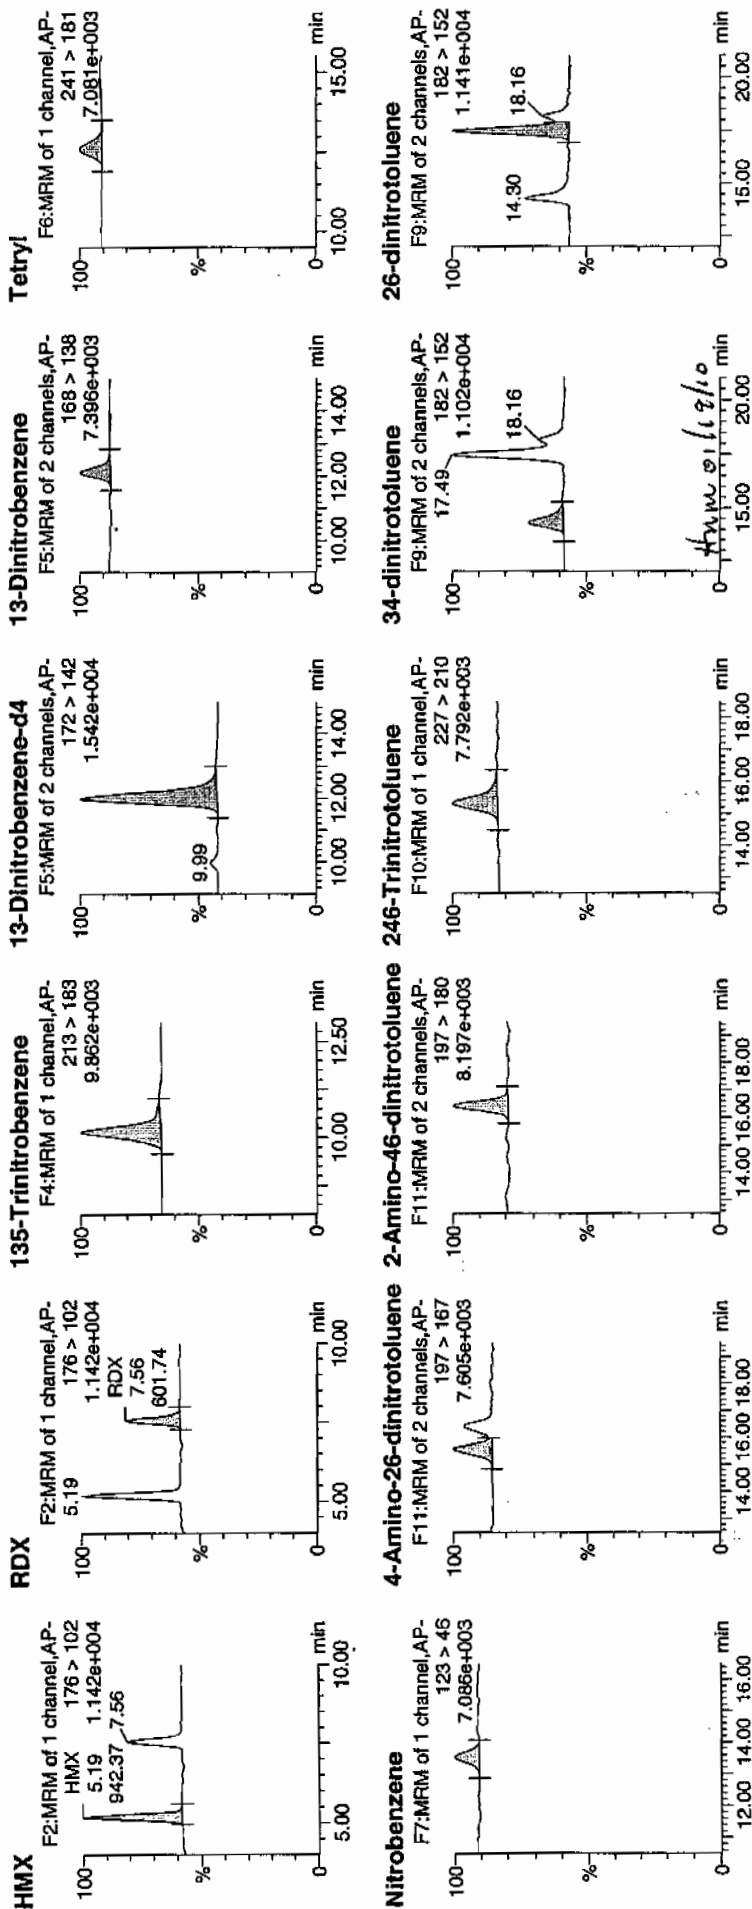 HMX
F2:MRM of 1 channel,AP-
176 > 102
1.142e+004
HMX
5.19
942.37
7.56
100
%
0
5.00
10.00
min
RDX
F2:MRM of 1 channel,AP-
176 > 102
1.142e+004
5.19
RDX
7.56
601.74
100
%
0
5.00
10.00
min
135-Trinitrobenzene
F4:MRM of 1 channel,AP-
213 > 183
9.862e+003
100
%
0
10.00
12.50
min
13-Dinitrobenzene-d4
F5:MRM of 2 channels,AP-
172 > 142
1.542e+004
9.99
100
%
0
10.00
12.00
14.00
min
13-Dinitrobenzene
F5:MRM of 2 channels,AP-
168 > 138
7.396e+003
100
%
0
10.00
12.00
14.00
min
Tetryl
F6:MRM of 1 channel,AP-
241 > 181
7.081e+003
100
%
0
10.00
15.00
min
Nitrobenzene
F7:MRM of 1 channel,AP-
123 > 46
7.086e+003
100
%
0
12.00
14.00
16.00
min
4-Amino-26-dinitrotoluene
F11:MRM of 2 channels,AP-
197 > 167
7.605e+003
100
%
0
14.00
16.00
18.00
min
2-Amino-46-dinitrotoluene
F11:MRM of 2 channels,AP-
197 > 180
8.197e+003
100
%
0
14.00
16.00
18.00
min
246-Trinitrotoluene
F10:MRM of 1 channel,AP-
227 > 210
7.792e+003
100
%
0
14.00
16.00
18.00
min
34-dinitrotoluene
F9:MRM of 2 channels,AP-
182 > 152
1.102e+004
17.49
18.16
100
%
0
15.00
20.00
min
01/19/10
26-dinitrotoluene
F9:MRM of 2 channels,AP-
182 > 152
1.141e+004
14.30
18.16
100
%
0
15.00
20.00
min